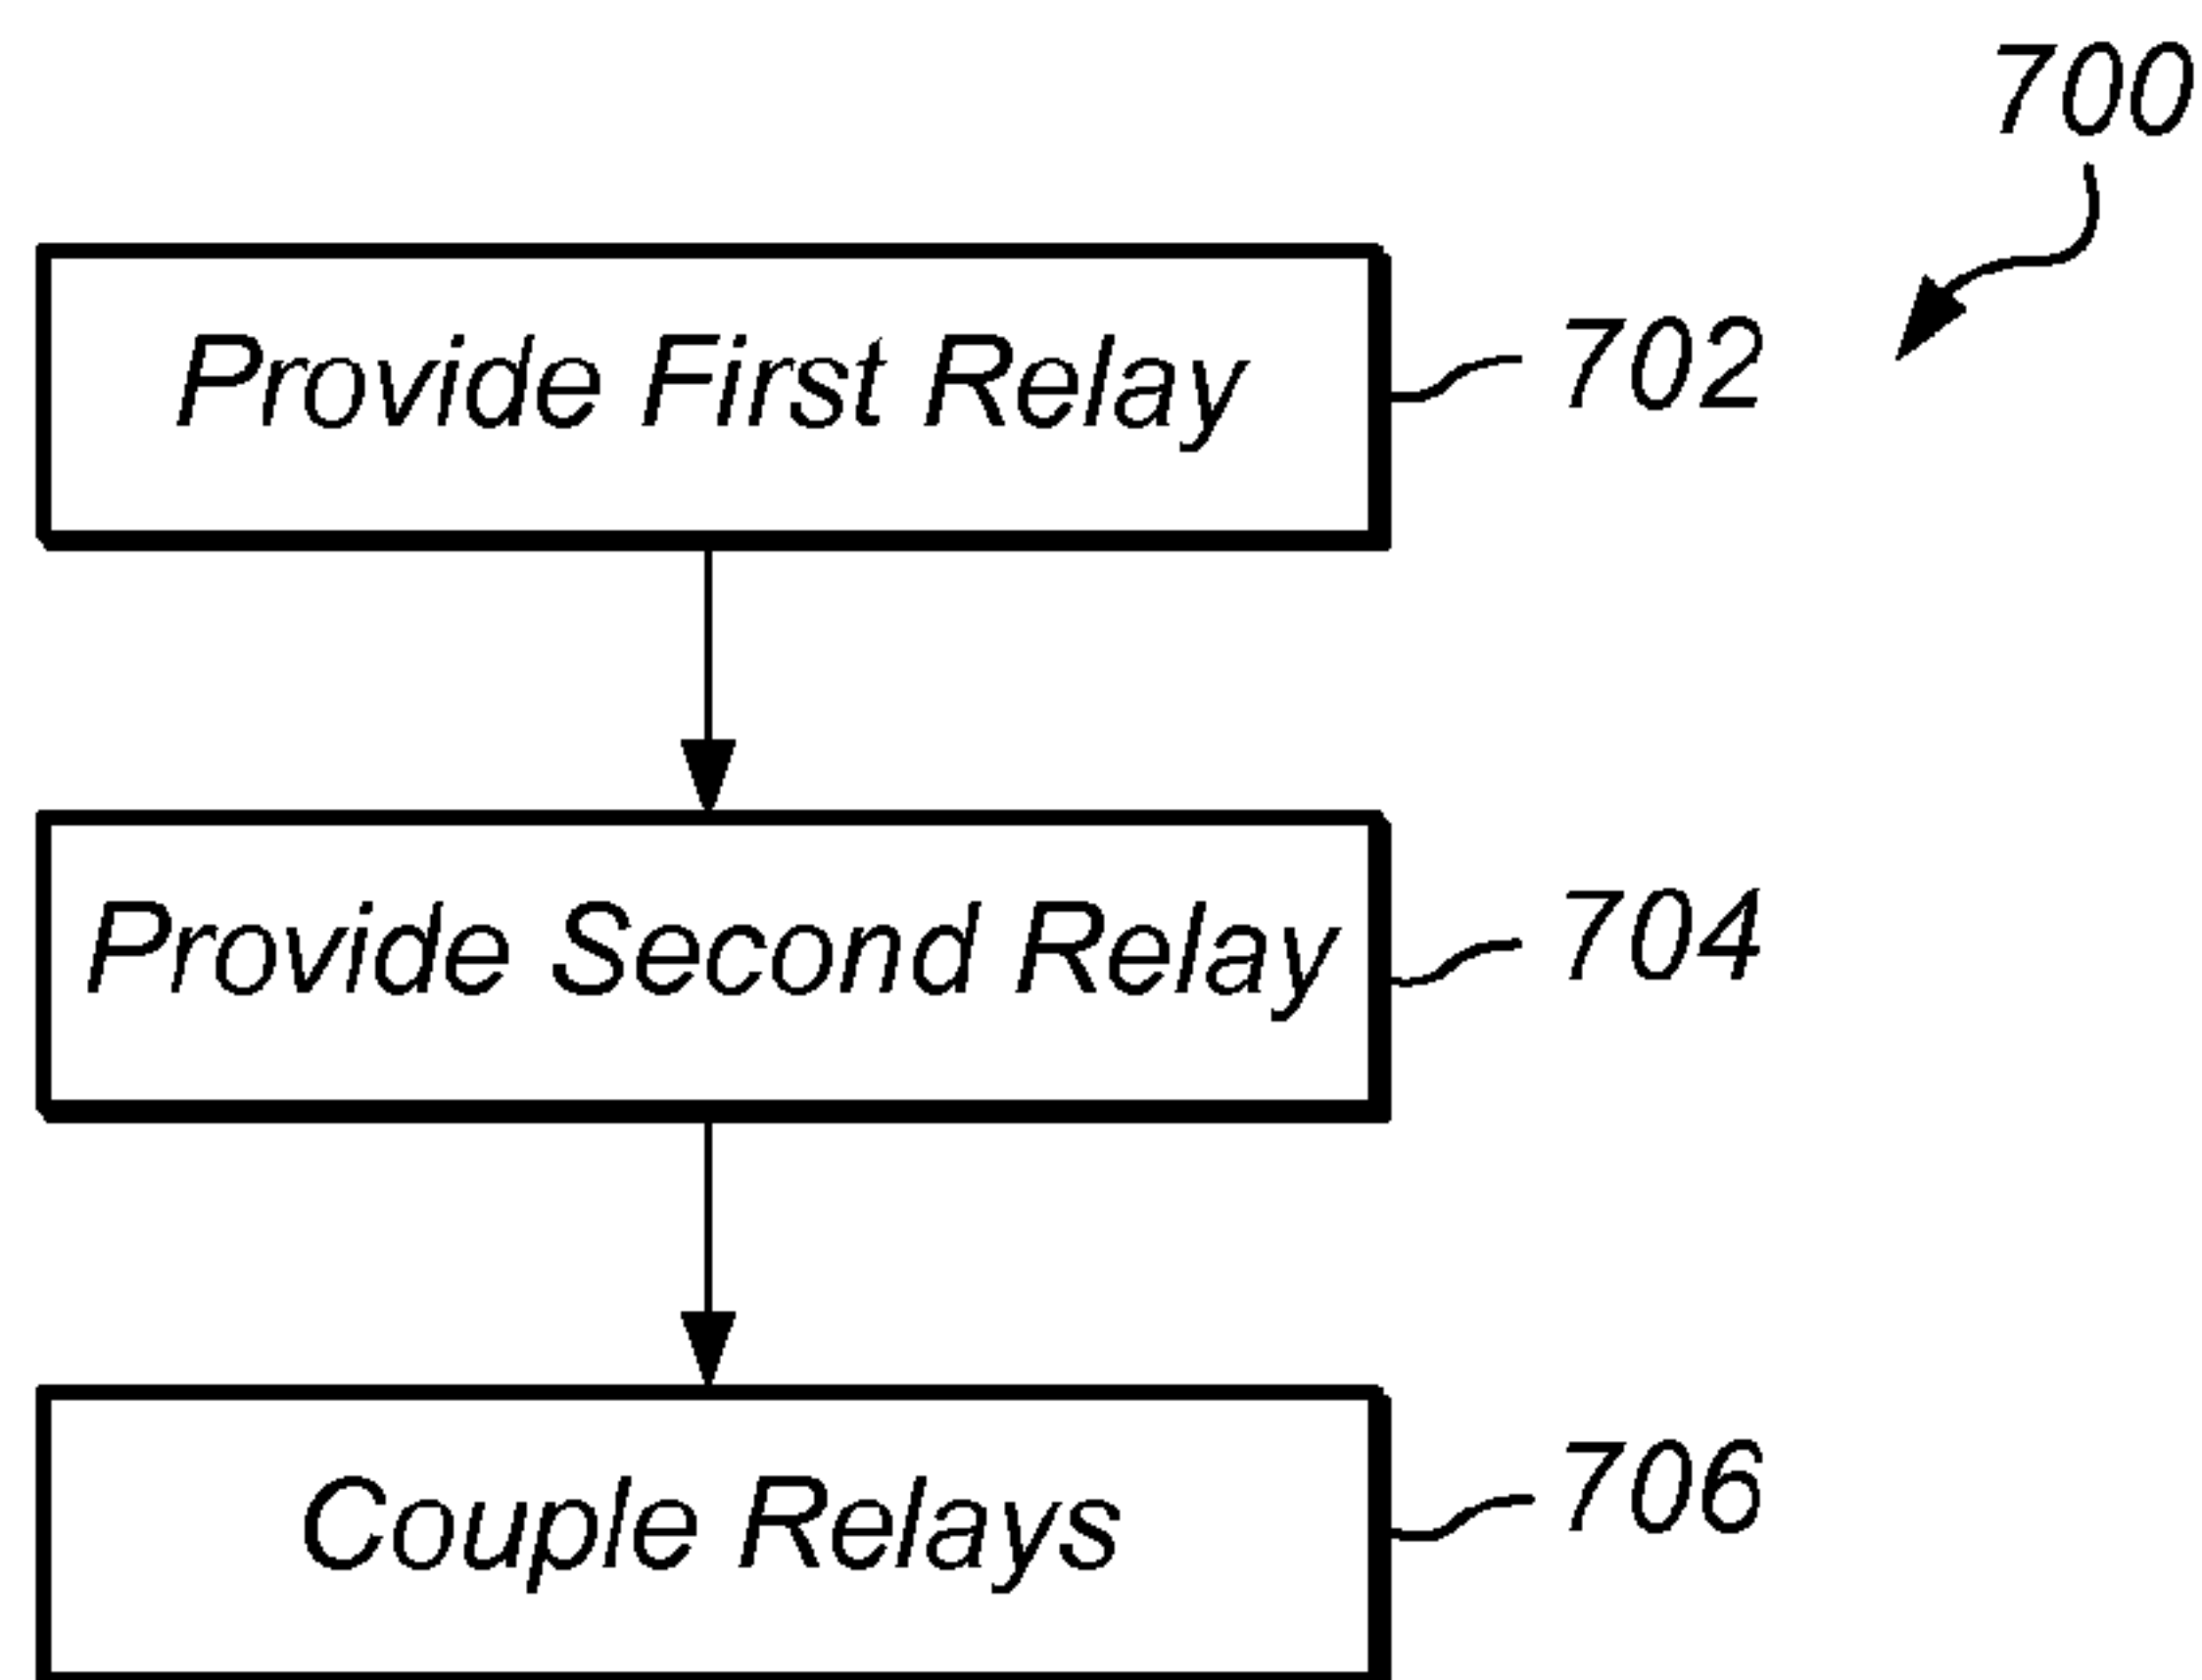 700
Provide First Relay
702
Provide Second Relay
704
Couple Relays
706